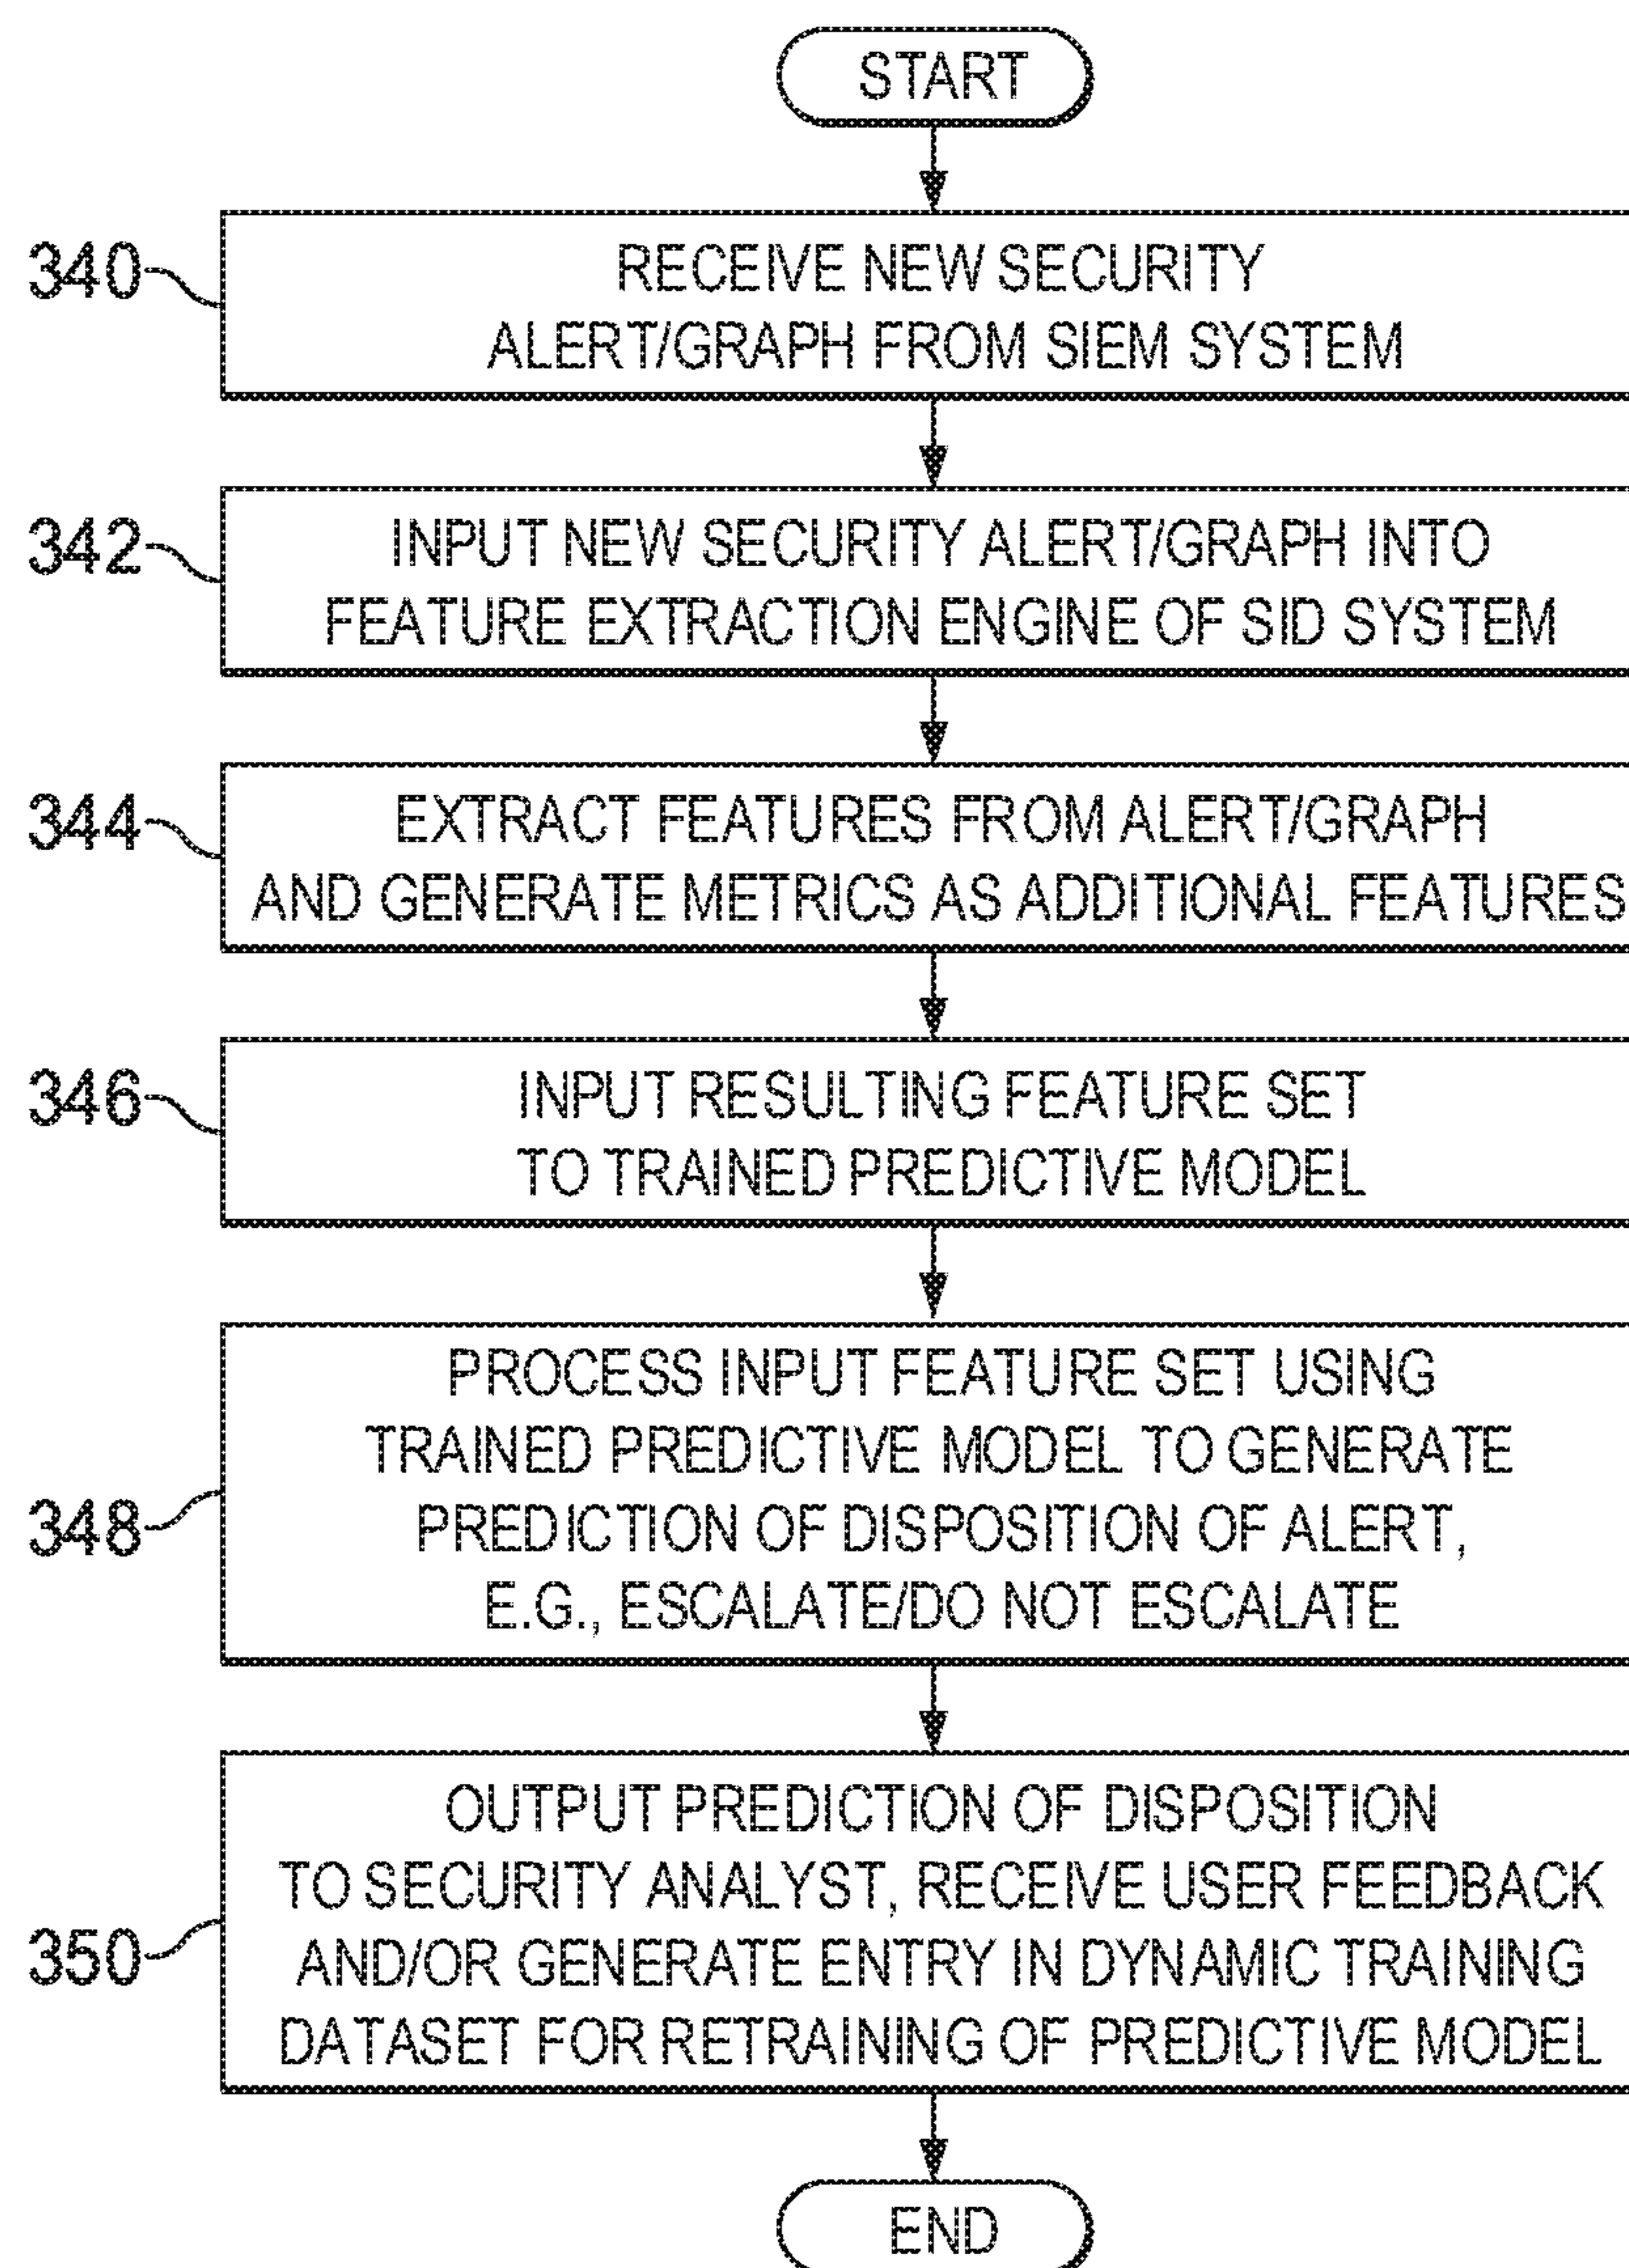 START
340
RECEIVE NEW SECURITY
ALERT/GRAPH FROM SIEM SYSTEM
342
INPUT NEW SECURITY ALERT/GRAPH INTO
FEATURE EXTRACTION ENGINE OF SID SYSTEM
344
EXTRACT FEATURES FROM ALERT/GRAPH
AND GENERATE METRICS AS ADDITIONAL FEATURES
346
INPUT RESULTING FEATURE SET
TO TRAINED PREDICTIVE MODEL
348
PROCESS INPUT FEATURE SET USING
TRAINED PREDICTIVE MODEL TO GENERATE
PREDICTION OF DISPOSITION OF ALERT,
E.G., ESCALATE/DO NOT ESCALATE
350
OUTPUT PREDICTION OF DISPOSITION
TO SECURITY ANALYST, RECEIVE USER FEEDBACK
AND/OR GENERATE ENTRY IN DYNAMIC TRAINING
DATASET FOR RETRAINING OF PREDICTIVE MODEL
END